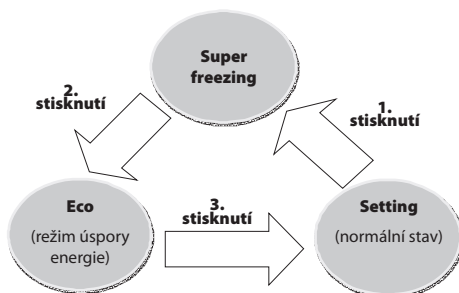 Super
freezing
2.
stisknutí
1.
stisknutí
Eco
(režim úspory
energie)
3.
stisknutí
Setting
(normální stav)